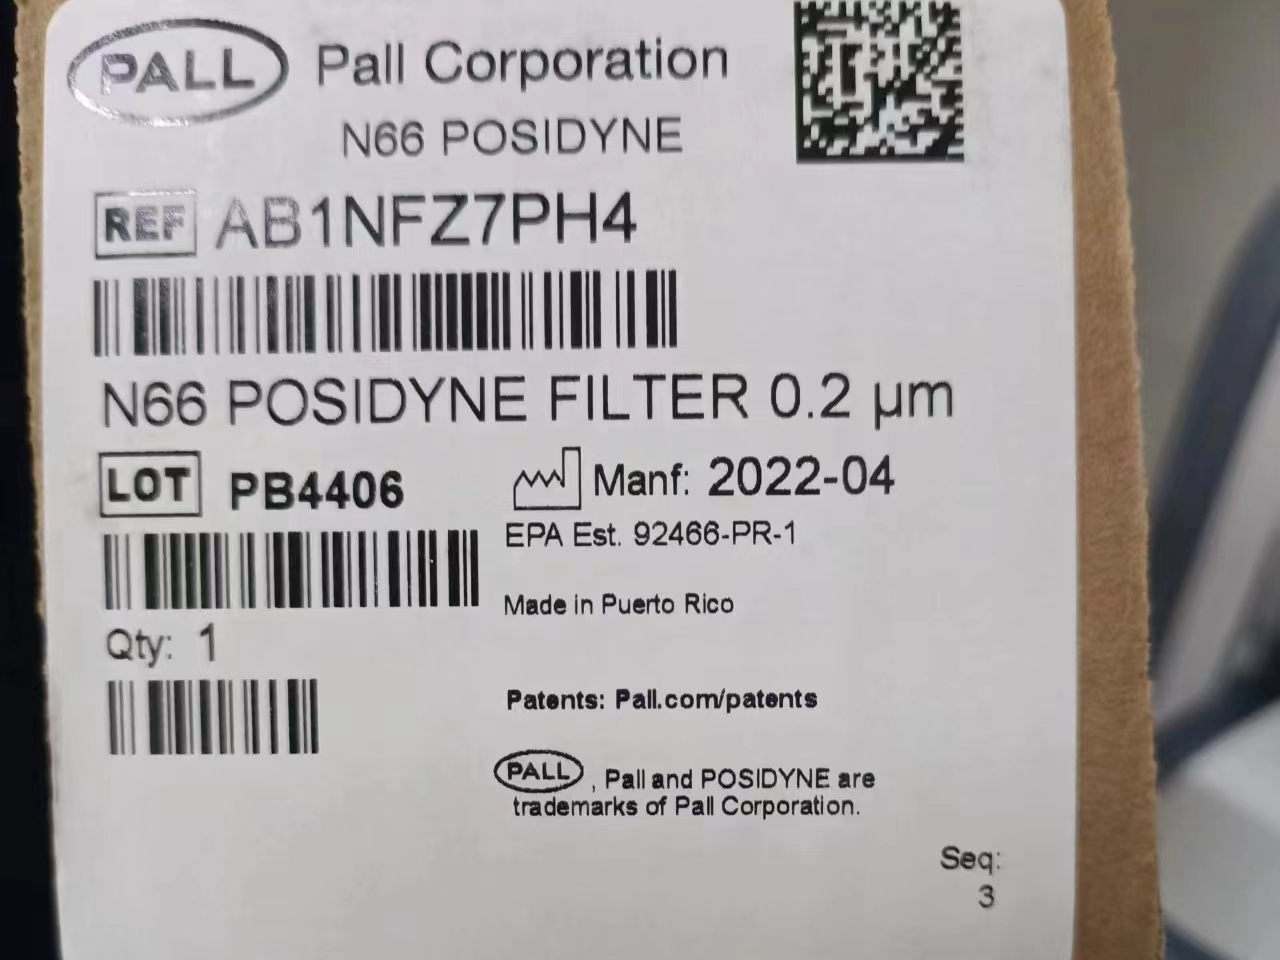 PALL Pall Corporation
N66 POSIDYNE
REF AB1NFZ7PH4
N66 POSIDYNE FILTER 0.2 µm
LOT PB4406 Manf: 2022-04
EPA Est. 92466-PR-1
Made in Puerto Rico
Qty: 1
Patents: Pall.com/patents
PALL , Pall and POSIDYNE are
trademarks of Pall Corporation.
Seq:
3